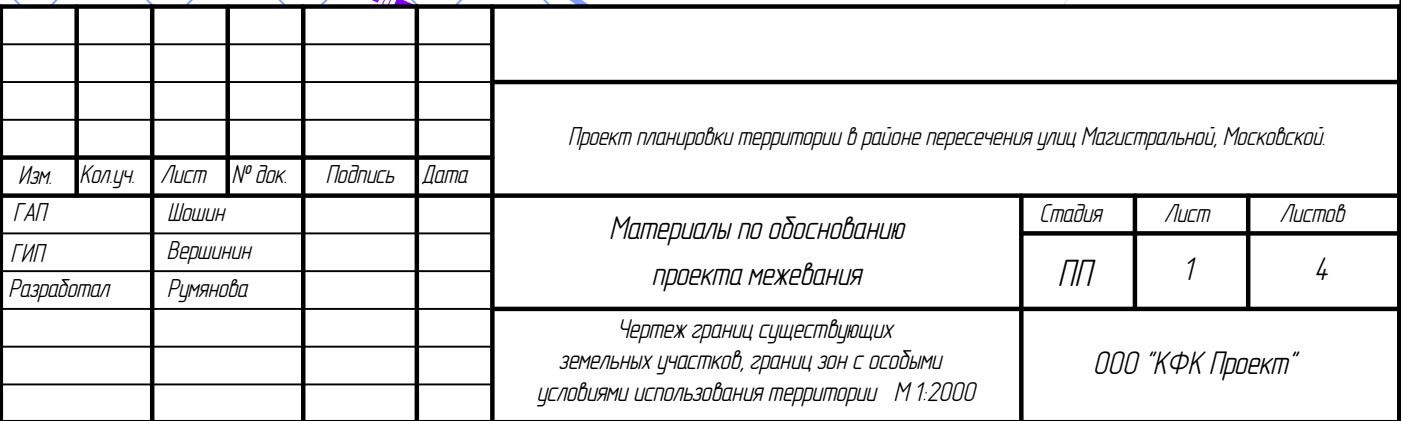 Проект планировки территории в районе пересечения улиц Магистральной, Московской.
Изм. Кол.уч. Лист № док. Подпись Дата
ГАП Шошин
ГИП Вершинин
Разработал Румянова
Материалы по обоснованию
проекта межевания
Стадия Лист Листов
ПП 1 4
Чертеж границ существующих
земельных участков, границ зон с особыми
условиями использования территории М 1:2000
ООО "КФК Проект"